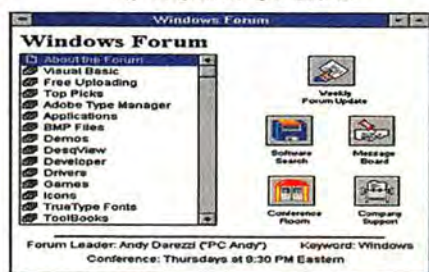 Windows Forum
Windows Forum
About the Forum
Visual Basic
Free Uploading
Top Picks
Adobe Type Manager
Applications
BMP Files
Demos
DesqView
Developer
Drivers
Games
Icons
TrueType Fonts
ToolBooks
Weekly
Forum Update
Software
Search
Message
Board
Conference
Room
Company
Support
Forum Leader: Andy Darezzi ("PC Andy") Keyword: Windows
Conference: Thursdays at 9:30 PM Eastern